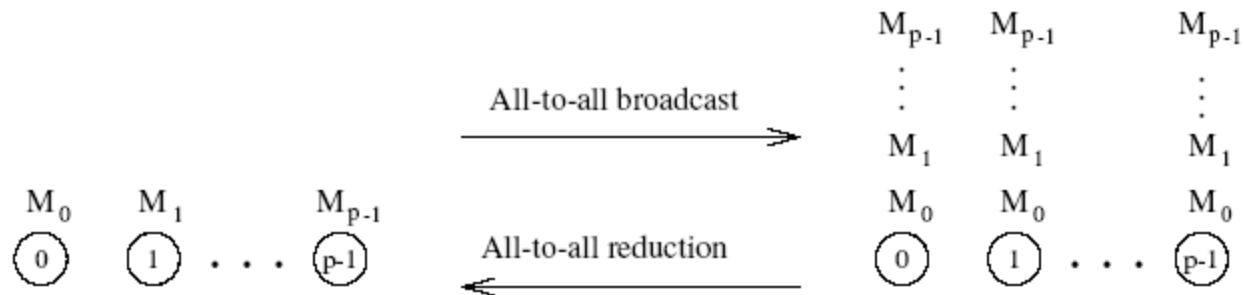 M_{p-1} M_{p-1} M_{p-1}
All-to-all broadcast
M_1 M_1 M_1
M_0 M_1 M_{p-1} M_0 M_0 M_0
All-to-all reduction
0 1 . . . p-1 0 1 . . . p-1